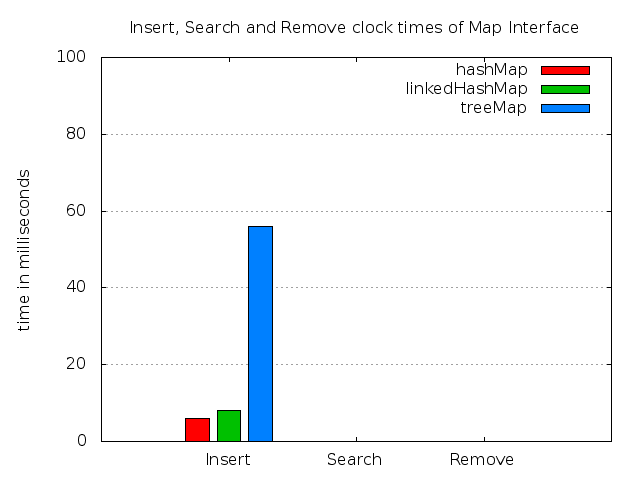 Insert, Search and Remove clock times of Map Interface
100
80
60
40
20
0
time in milliseconds
hashMap
linkedHashMap
treeMap
Insert Search Remove